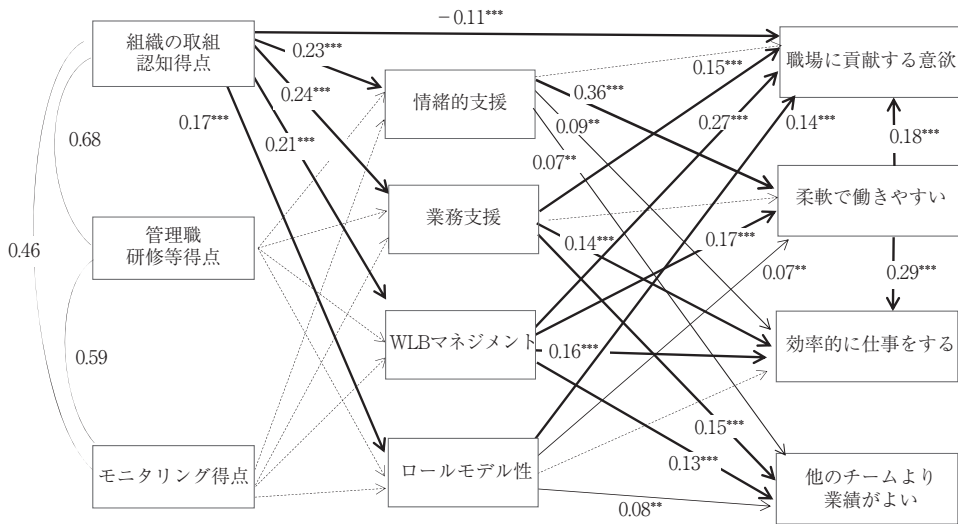 組織の取組
認知得点
管理職
研修等得点
モニタリング得点
0.68
0.46
0.59
－0.11***
0.23***
0.24***
0.17***
0.21***
情緒的支援
業務支援
WLBマネジメント
ロールモデル性
0.15***
0.36***
0.09**
0.07**
0.27***
0.14***
0.18***
0.14***
0.17***
0.07**
0.29***
0.16***
0.15***
0.13***
0.08**
職場に貢献する意欲
柔軟で働きやすい
効率的に仕事をする
他のチームより
業績がよい